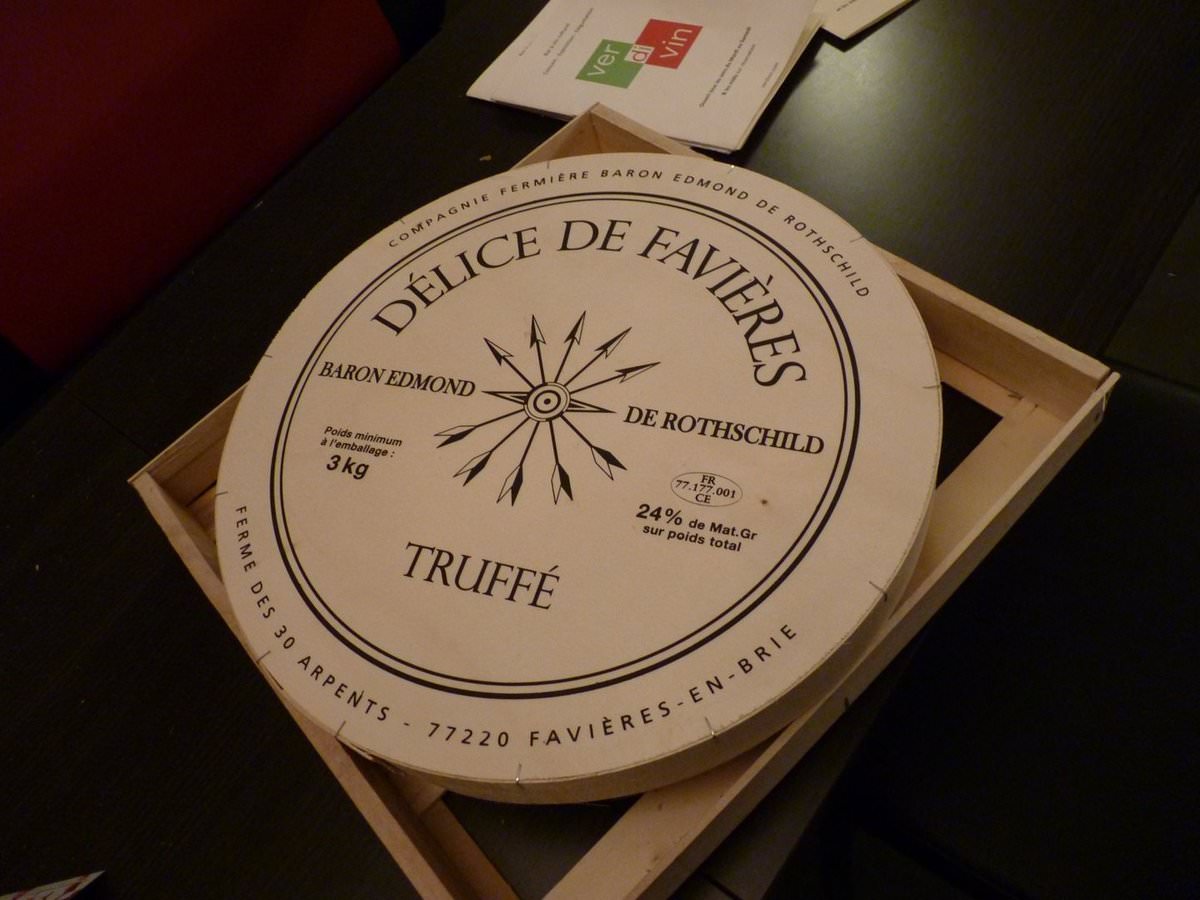 ver
di
vin
COMPAGNIE FERMIÈRE BARON EDMOND DE ROTHSCHILD
DÉLICE DE FAVIÈRES
BARON EDMOND
DE ROTHSCHILD
Poids minimum
à l'emballage :
3 kg
FR
77.177.001
CE
24% de Mat.Gr
sur poids total
TRUFFÉ
FERME DES 30 ARPENTS - 77220 FAVIÈRES-EN-BRIE